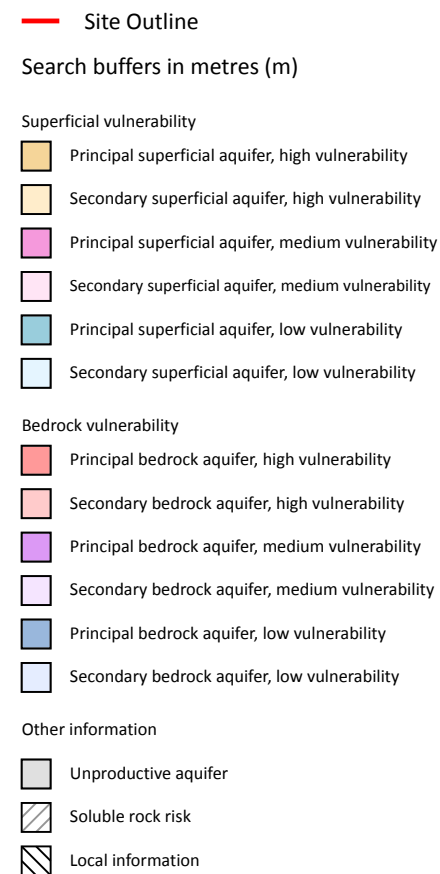 Site Outline
Search buffers in metres (m)
Superficial vulnerability
Principal superficial aquifer, high vulnerability
Secondary superficial aquifer, high vulnerability
Principal superficial aquifer, medium vulnerability
Secondary superficial aquifer, medium vulnerability
Principal superficial aquifer, low vulnerability
Secondary superficial aquifer, low vulnerability
Bedrock vulnerability
Principal bedrock aquifer, high vulnerability
Secondary bedrock aquifer, high vulnerability
Principal bedrock aquifer, medium vulnerability
Secondary bedrock aquifer, medium vulnerability
Principal bedrock aquifer, low vulnerability
Secondary bedrock aquifer, low vulnerability
Other information
Unproductive aquifer
Soluble rock risk
Local information